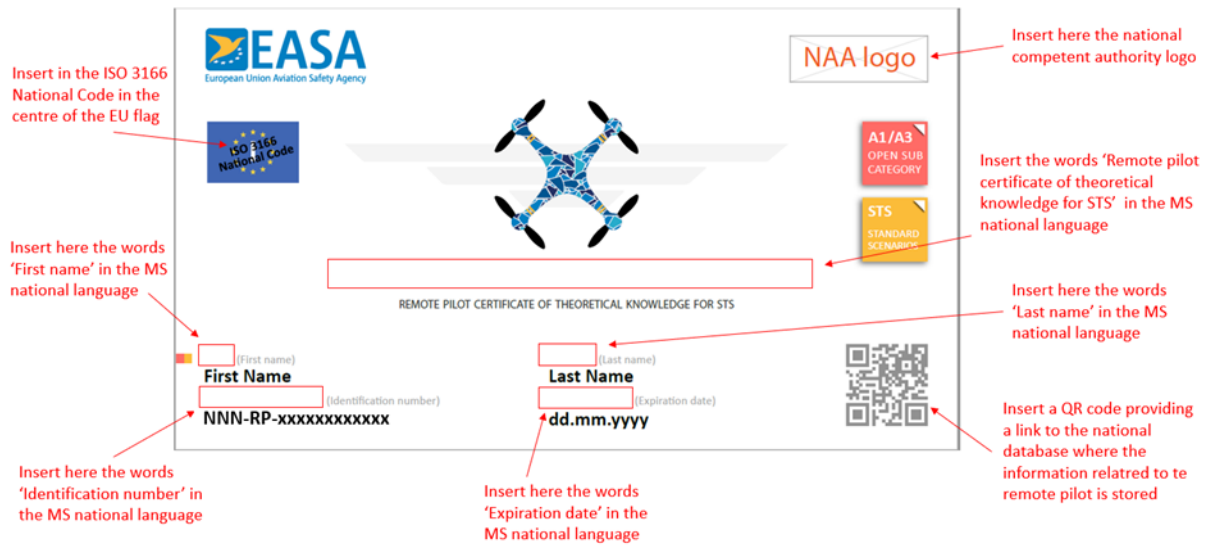 EASA
European Union Aviation Safety Agency
NAA logo
Insert here the national
competent authority logo
Insert in the ISO 3166
National Code in the
centre of the EU flag
ISO 3166
National Code
A1/A3
OPEN SUB
CATEGORY
Insert the words ‘Remote pilot
certificate of theoretical
knowledge for STS’ in the MS
national language
STS
STANDARD
SCENARIOS
Insert here the words
‘First name’ in the MS
national language
REMOTE PILOT CERTIFICATE OF THEORETICAL KNOWLEDGE FOR STS
Insert here the words
‘Last name’ in the MS
national language
(First name)
First Name
(Last name)
Last Name
(Identification number)
NNN-RP-xxxxxxxxxxxx
(Expiration date)
dd.mm.yyyy
Insert a QR code providing
a link to the national
database where the
information relatred to te
remote pilot is stored
Insert here the words
‘Identification number’ in
the MS national language
Insert here the words
‘Expiration date’ in the
MS national language